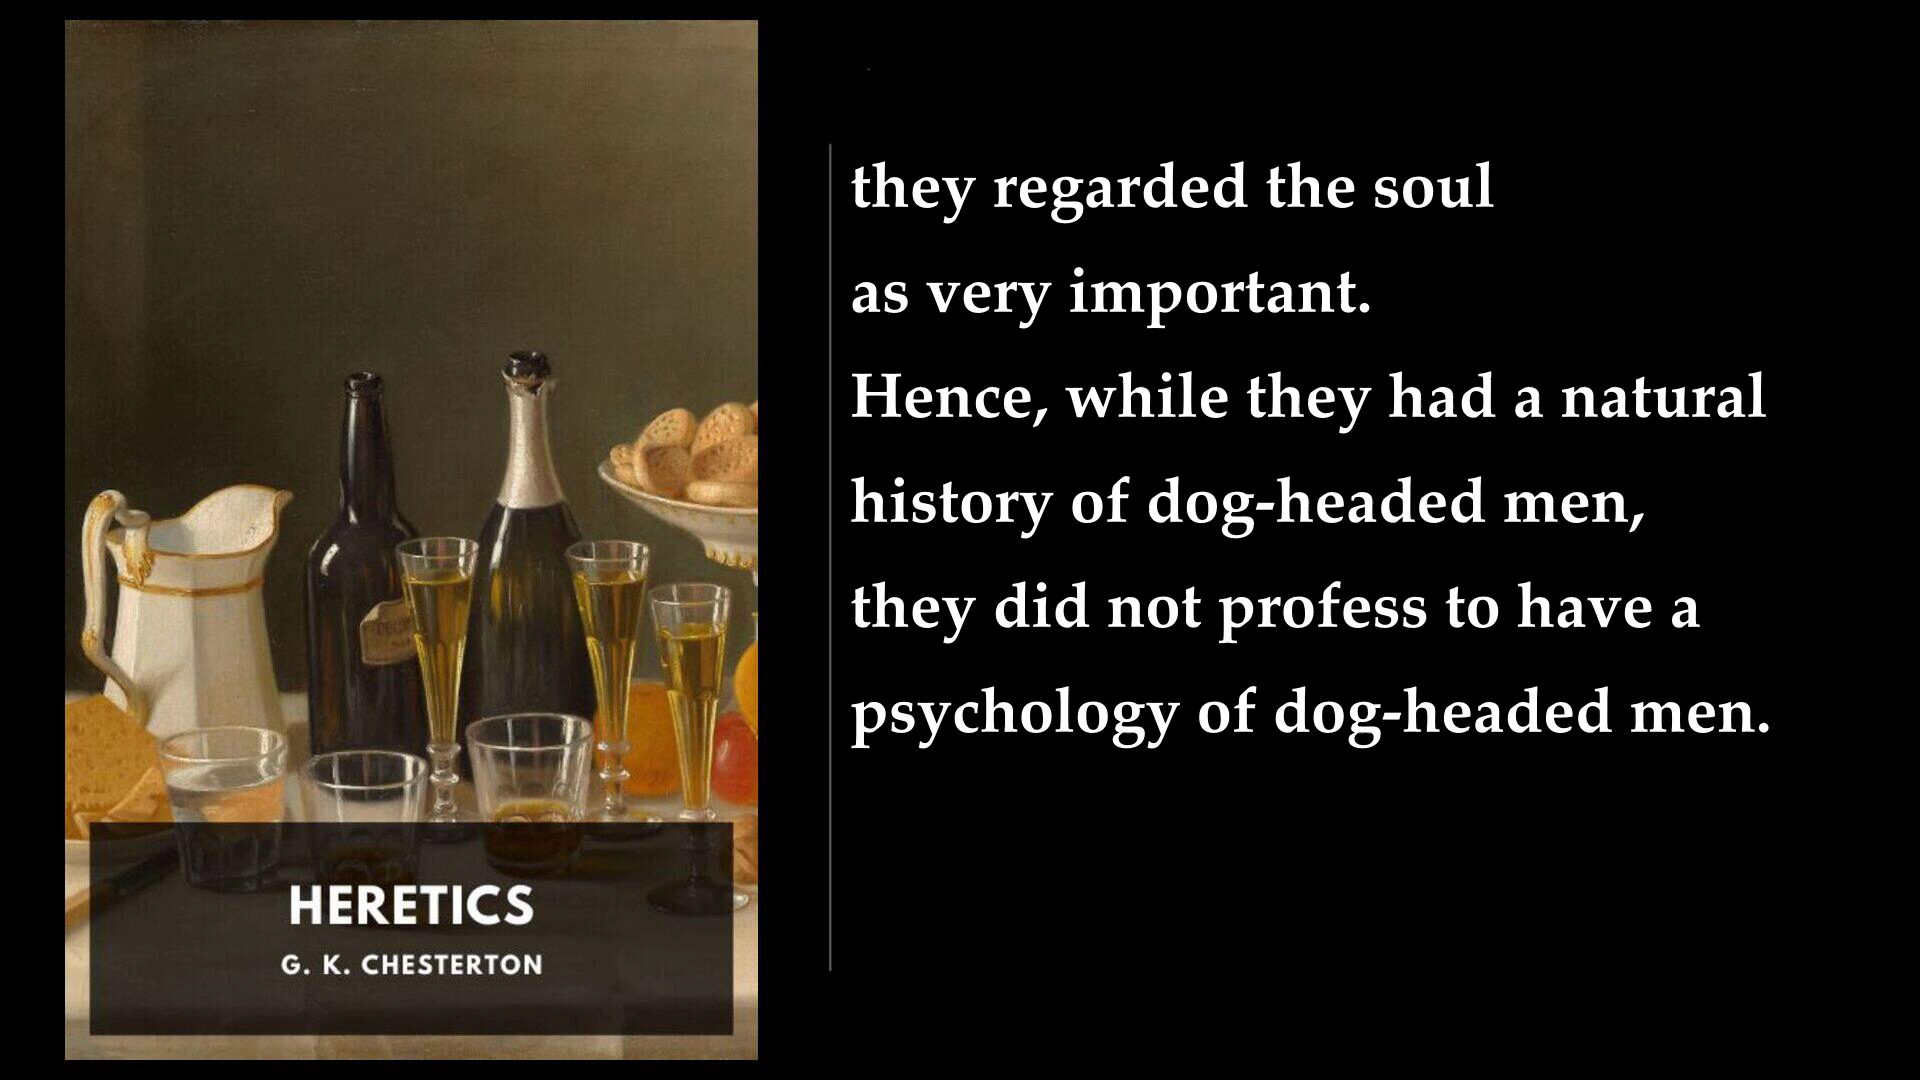 they regarded the soul
as very important.
Hence, while they had a natural
history of dog-headed men,
they did not profess to have a
psychology of dog-headed men.
HERETICS
G. K. CHESTERTON